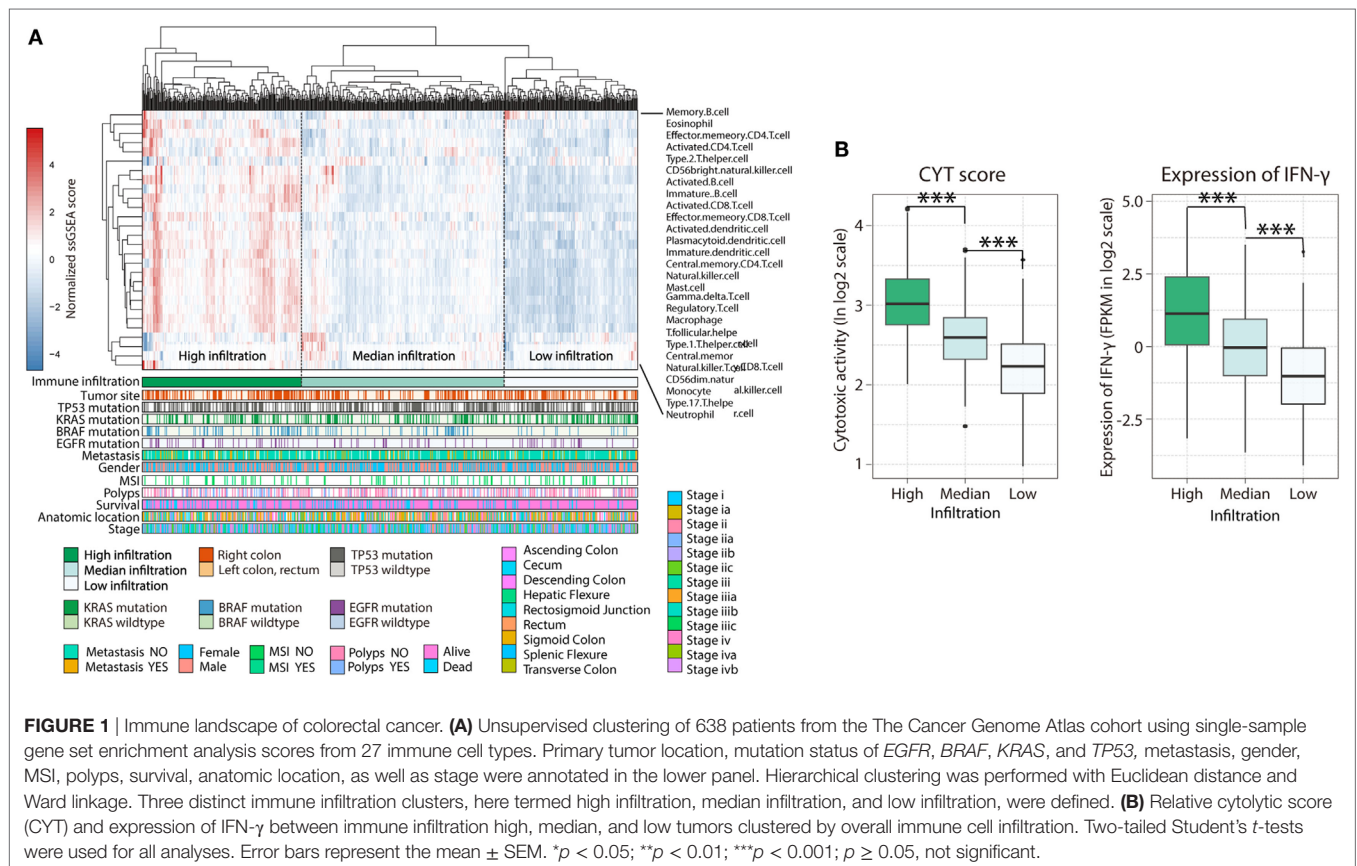 A
Normalized ssGSEA score
4
2
0
-2
-4
High infiltration
Median infiltration
Low infiltration
Memory.B.cell
Eosinophil
Effector.memeory.CD4.T.cell
Activated.CD4.T.cell
Type.2.T.helper.cell
CD56bright.natural.killer.cell
Activated.B.cell
Immature..B.cell
Activated.CD8.T.cell
Effector.memeory.CD8.T.cell
Activated.dendritic.cell
Plasmacytoid.dendritic.cell
Immature.dendritic.cell
Central.memory.CD4.T.cell
Natural.killer.cell
Mast.cell
Gamma.delta.T.cell
Regulatory.T.cell
Macrophage
T.follicular.helpe
Type.1.T.helper.cell
Central.memor
Natural.killer.T.cell
CD8.T.cell
CD56dim.natur
Monocyte
al.killer.cell
Type.17.T.helpe
Neutrophil
r.cell
Immune infiltration
Tumor site
TP53 mutation
KRAS mutation
BRAF mutation
EGFR mutation
Metastasis
Gender
MSI
Polyps
Survival
Anatomic location
Stage
High infiltration
Median infiltration
Low infiltration
Right colon
Left colon, rectum
TP53 mutation
TP53 wildtype
KRAS mutation
KRAS wildtype
BRAF mutation
BRAF wildtype
EGFR mutation
EGFR wildtype
Metastasis NO
Metastasis YES
Female
Male
MSI NO
MSI YES
Polyps NO
Polyps YES
Alive
Dead
Ascending Colon
Cecum
Descending Colon
Hepatic Flexure
Rectosigmoid Junction
Rectum
Sigmoid Colon
Splenic Flexure
Transverse Colon
Stage i
Stage ia
Stage ii
Stage iia
Stage iib
Stage iic
Stage iii
Stage iiia
Stage iiib
Stage iiic
Stage iv
Stage iva
Stage ivb
B
CYT score
Cytotoxic activity (ln log2 scale)
4
3
2
1
***
***
High
Median
Low
Infiltration
Expression of IFN-γ
Expression of IFN-γ (FPKM in log2 scale)
5.0
2.5
0
-2.5
***
***
High
Median
Low
Infiltration
FIGURE 1 | Immune landscape of colorectal cancer. (A) Unsupervised clustering of 638 patients from the The Cancer Genome Atlas cohort using single-sample
gene set enrichment analysis scores from 27 immune cell types. Primary tumor location, mutation status of EGFR, BRAF, KRAS, and TP53, metastasis, gender,
MSI, polyps, survival, anatomic location, as well as stage were annotated in the lower panel. Hierarchical clustering was performed with Euclidean distance and
Ward linkage. Three distinct immune infiltration clusters, here termed high infiltration, median infiltration, and low infiltration, were defined. (B) Relative cytolytic score
(CYT) and expression of IFN-γ between immune infiltration high, median, and low tumors clustered by overall immune cell infiltration. Two-tailed Student's t-tests
were used for all analyses. Error bars represent the mean ± SEM. *p < 0.05; **p < 0.01; ***p < 0.001; p ≥ 0.05, not significant.